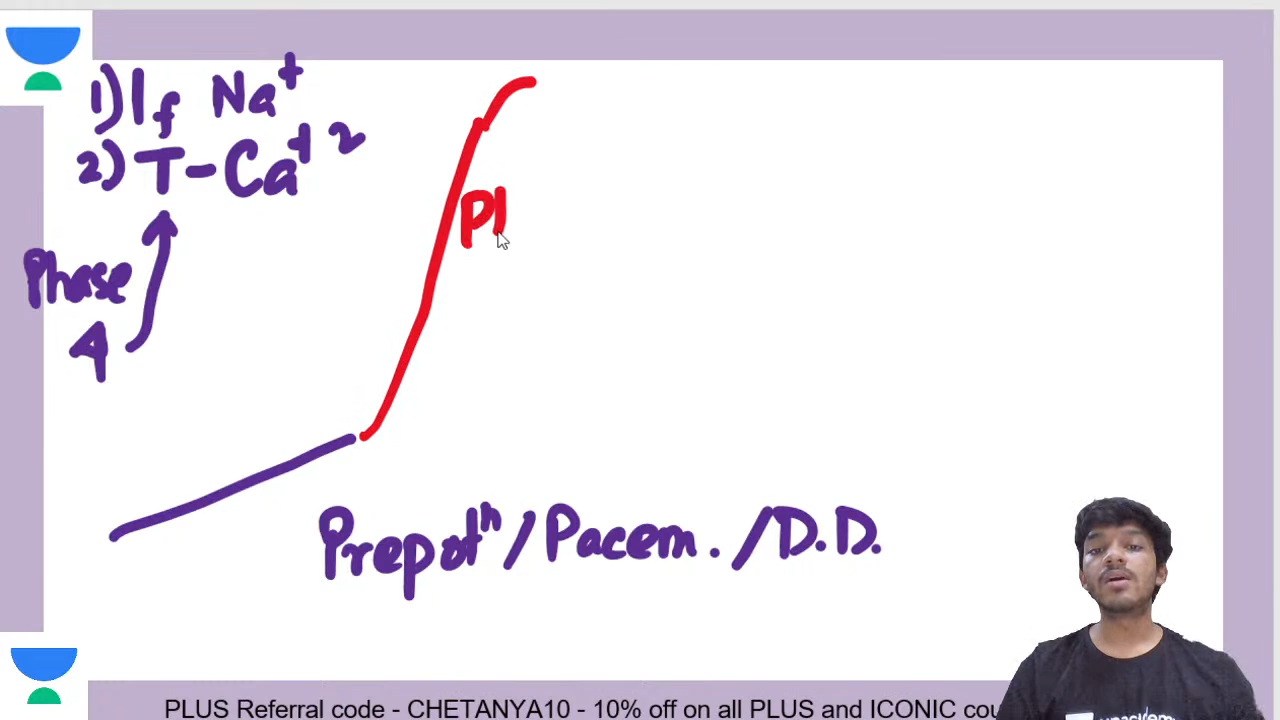 1) If Na+
2) T-Ca+2
Phase
4
Ph
Prepotn/Pacem./D.D.
PLUS Referral code - CHETANYA10 - 10% off on all PLUS and ICONIC cou